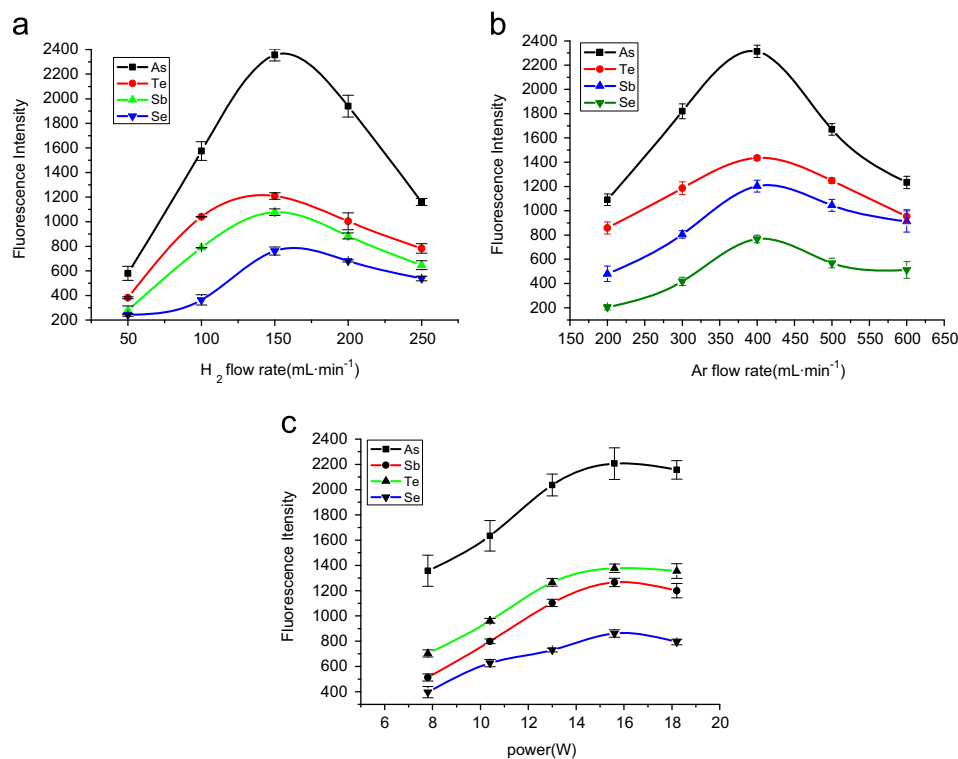 a
2400
2200
2000
1800
1600
1400
1200
1000
800
600
400
200
Fluorescence Intensity
As
Te
Sb
Se
50 100 150 200 250
H2 flow rate(mL·min-1)
b
2400
2200
2000
1800
1600
1400
1200
1000
800
600
400
200
Fluorescence Intensity
As
Te
Sb
Se
150 200 250 300 350 400 450 500 550 600 650
Ar flow rate(mL·min-1)
c
2400
2200
2000
1800
1600
1400
1200
1000
800
600
400
Fluorescence Itensity
As
Sb
Te
Se
6 8 10 12 14 16 18 20
power(W)